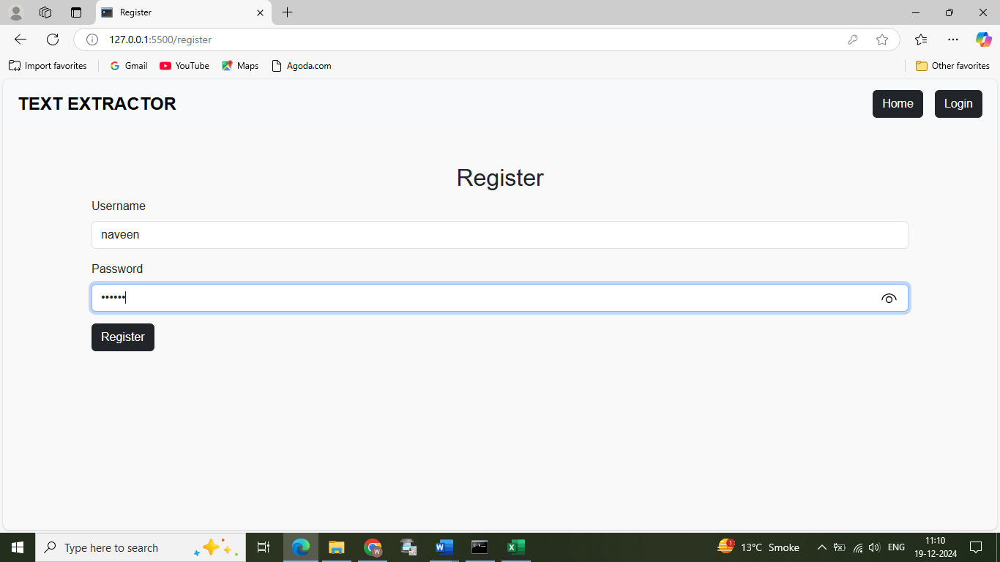 Register
127.0.0.1:5500/register
Import favorites
Gmail
YouTube
Maps
Agoda.com
Other favorites
TEXT EXTRACTOR
Home
Login
Register
Username
naveen
Password
••••••
Register
Type here to search
W
W
1
13°C Smoke
ENG
11:10
19-12-2024